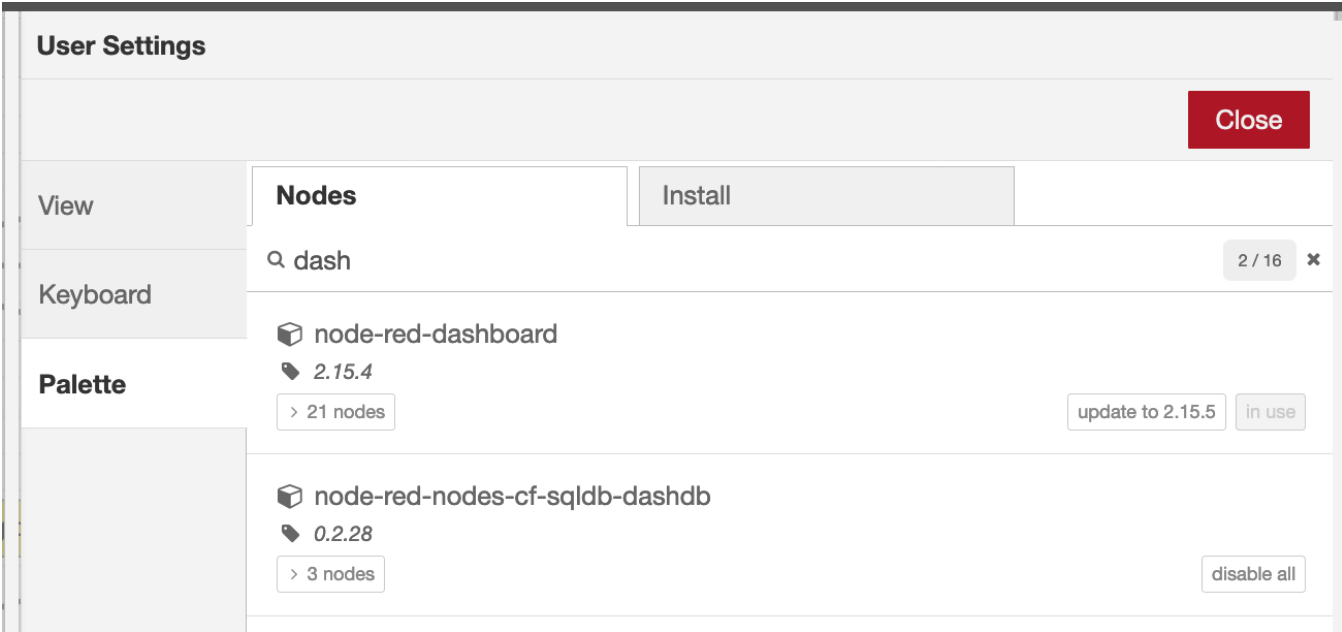 User Settings
Close
View
Keyboard
Palette
Nodes
Install
dash
2 / 16
node-red-dashboard
2.15.4
> 21 nodes
update to 2.15.5
in use
node-red-nodes-cf-sqldb-dashdb
0.2.28
> 3 nodes
disable all